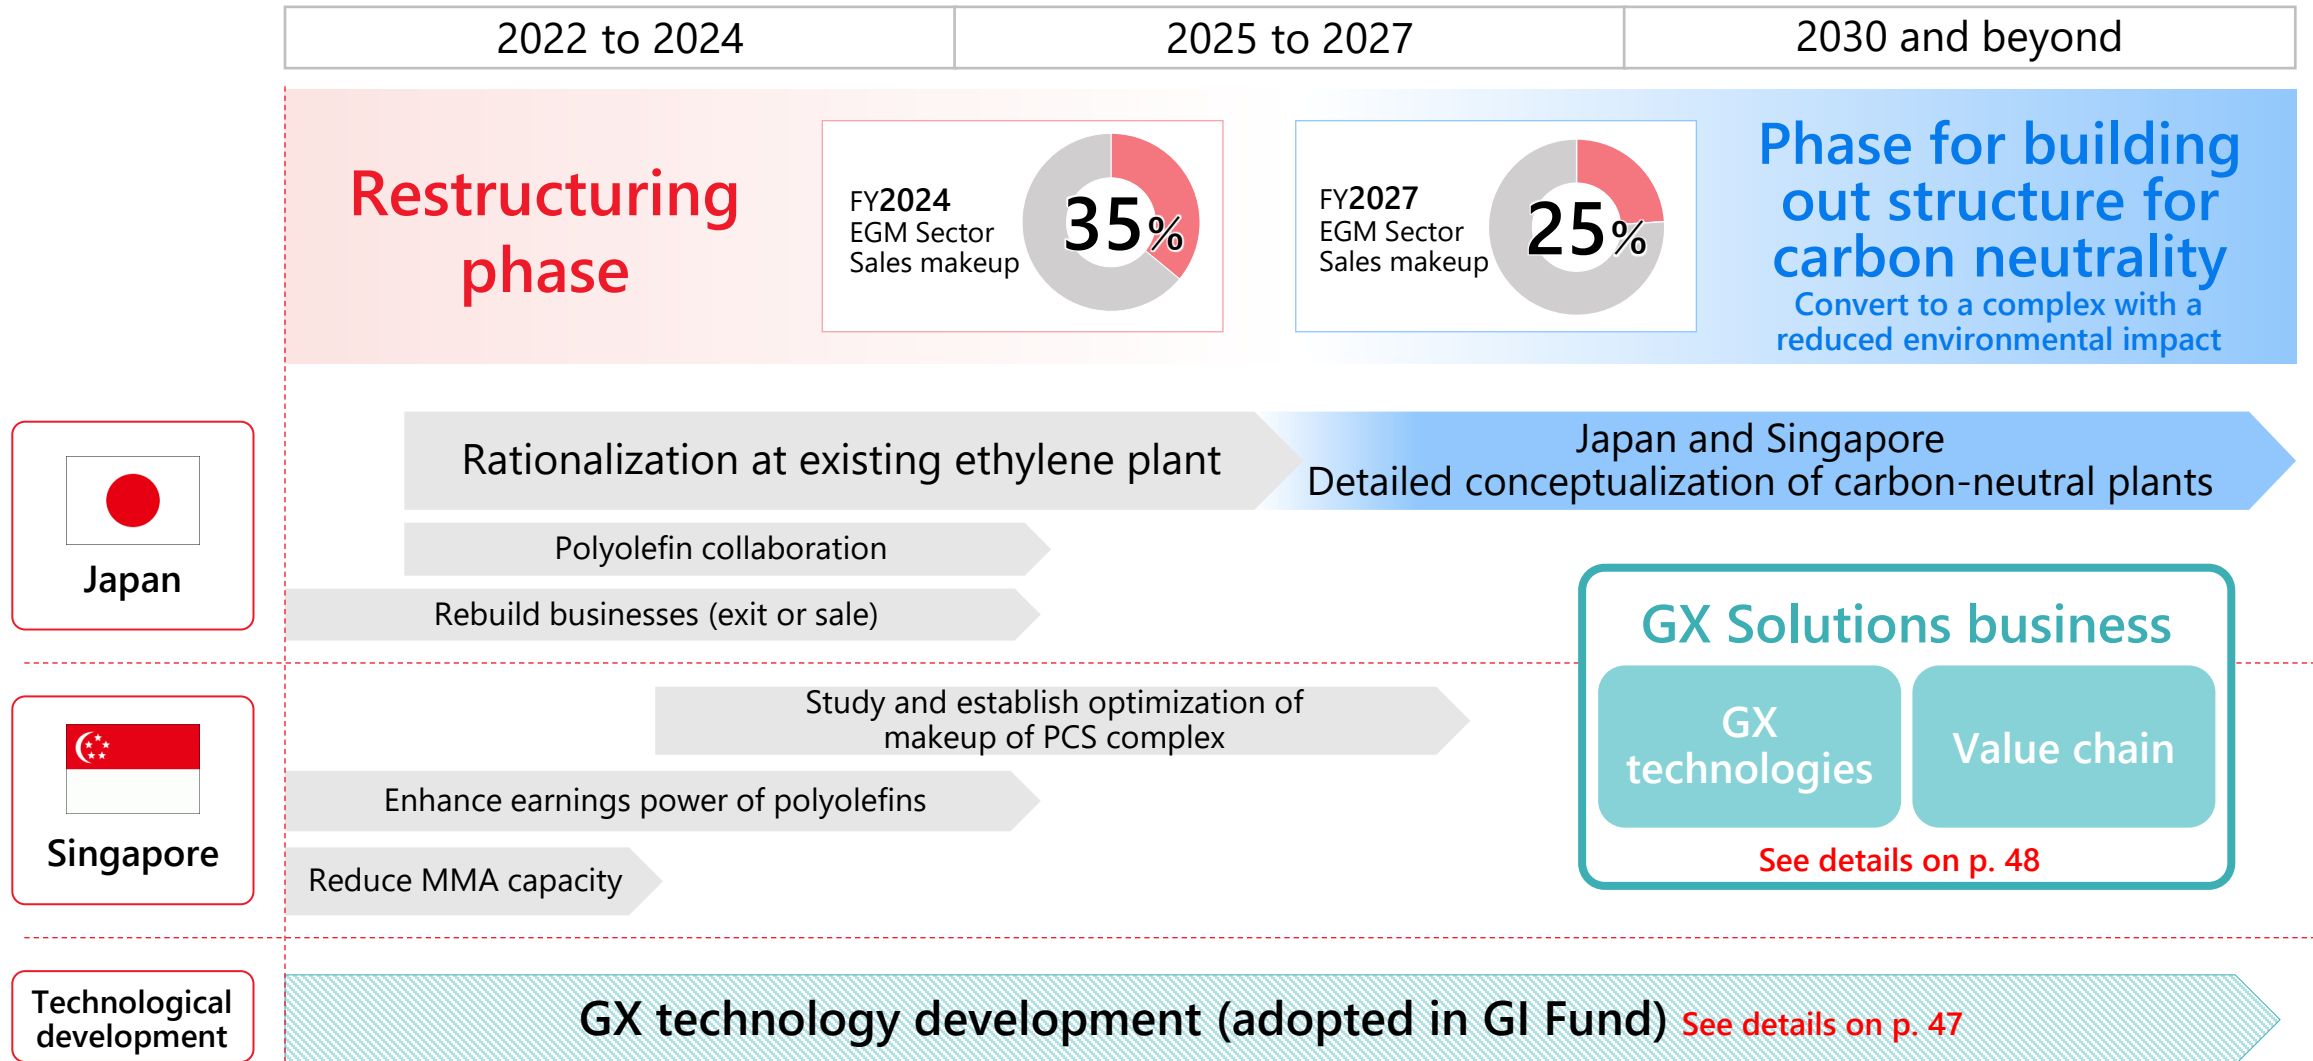 2022 to 2024
2025 to 2027
2030 and beyond
Restructuring
phase
FY2024
EGM Sector
Sales makeup
35%
FY2027
EGM Sector
Sales makeup
25%
Phase for building
out structure for
carbon neutrality
Convert to a complex with a
reduced environmental impact
Japan
Rationalization at existing ethylene plant
Japan and Singapore
Detailed conceptualization of carbon-neutral plants
Polyolefin collaboration
Rebuild businesses (exit or sale)
GX Solutions business
GX
technologies
Value chain
See details on p. 48
Singapore
Study and establish optimization of
makeup of PCS complex
Enhance earnings power of polyolefins
Reduce MMA capacity
Technological
development
GX technology development (adopted in GI Fund) See details on p. 47